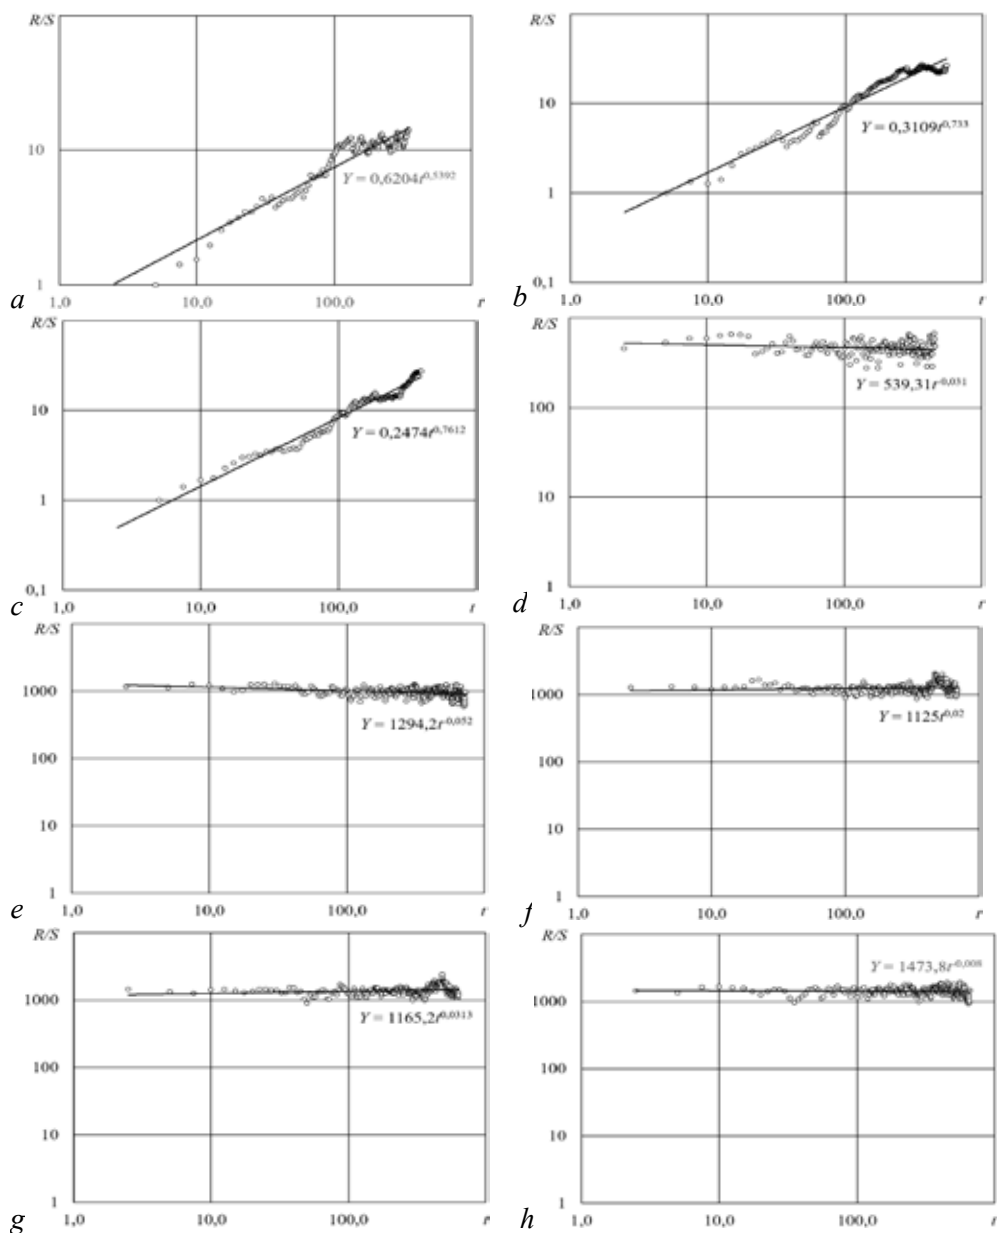 R/S
10
1
Y = 0,6204t^0,5392
a
1,0
10,0
100,0
r
R/S
10
1
0,1
Y = 0,3109t^0,733
b
1,0
10,0
100,0
r
R/S
10
1
0,1
Y = 0,2474t^0,7612
c
1,0
10,0
100,0
t
R/S
100
10
1
Y = 539,31r^-0,031
d
1,0
10,0
100,0
r
R/S
1000
100
10
1
Y = 1294,2r^-0,052
e
1,0
10,0
100,0
r
R/S
1000
100
10
1
Y = 1125t^0,02
f
1,0
10,0
100,0
r
R/S
1000
100
10
1
Y = 1165,2t^0,0313
g
1,0
10,0
100,0
r
R/S
Y = 1473,8r^-0,008
1000
100
10
1
h
1,0
10,0
100,0
t